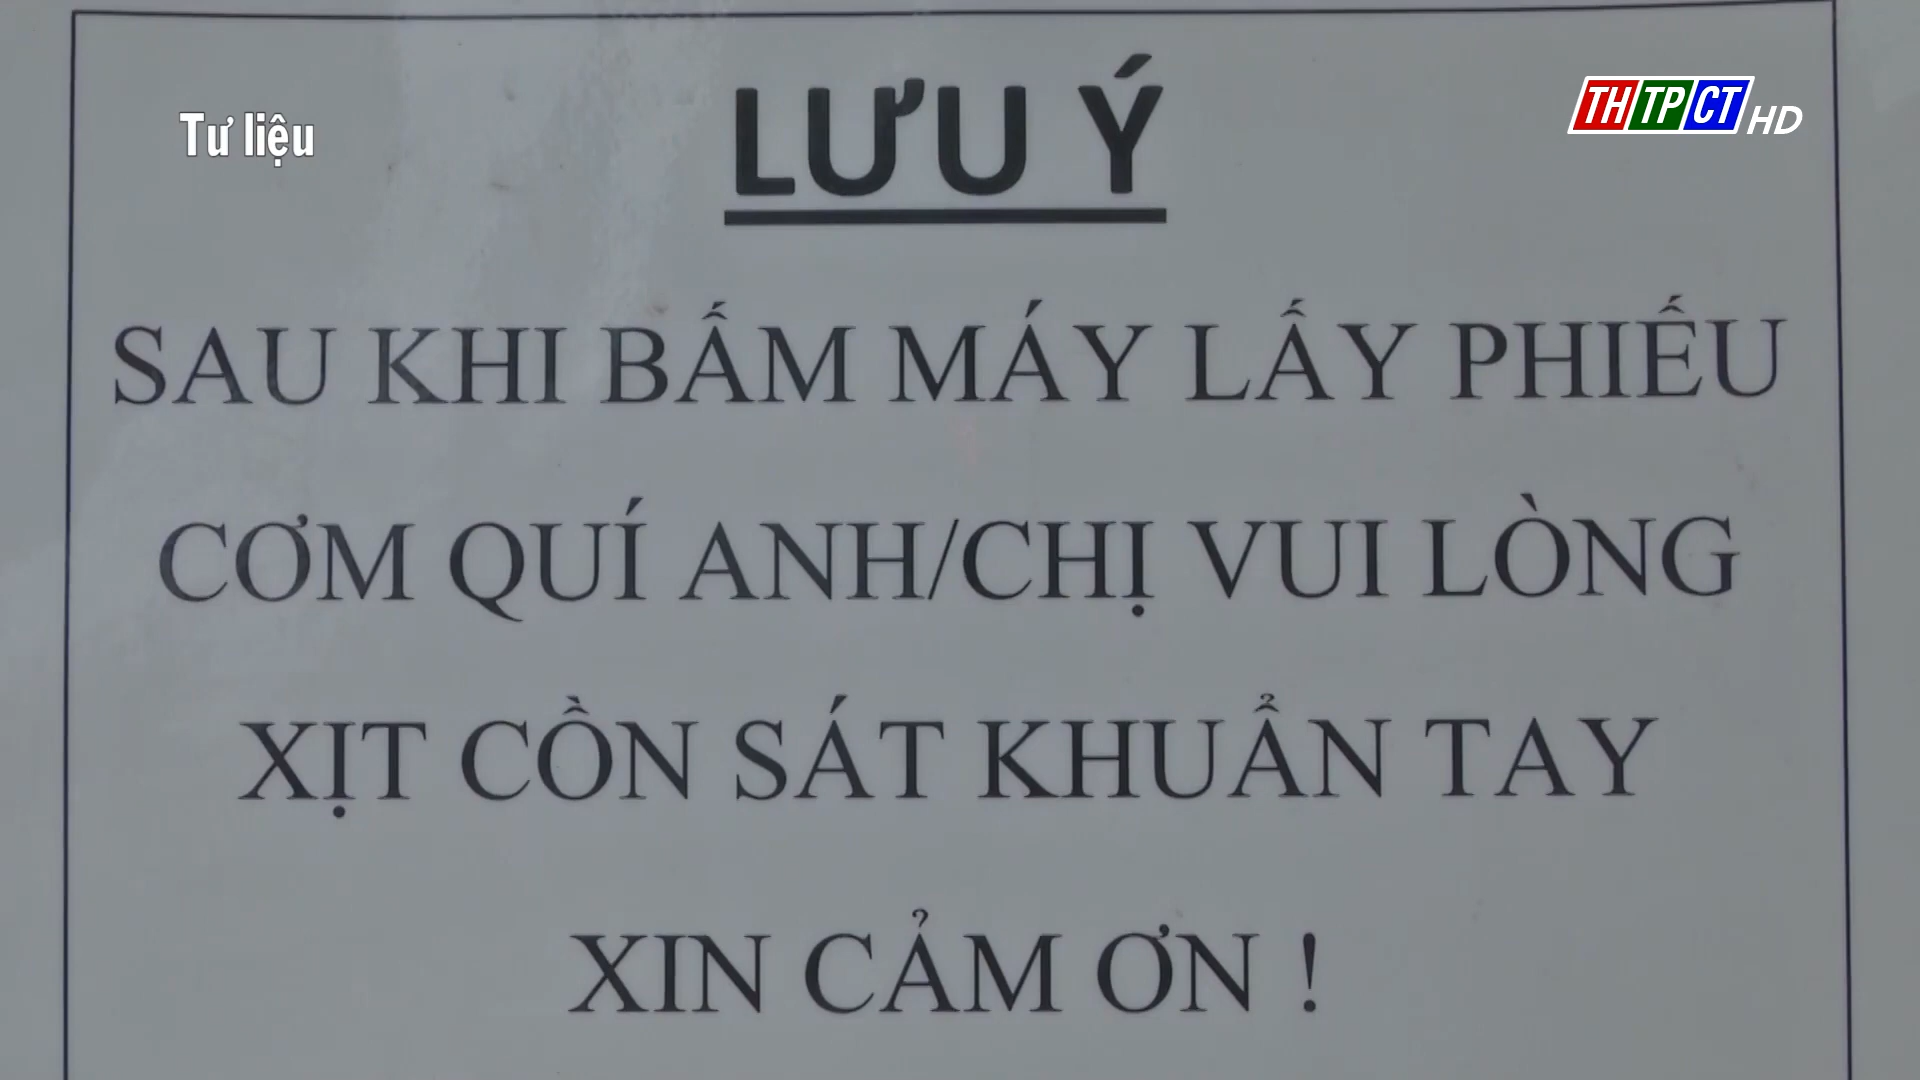 LƯU Ý
Tư liệu
THTPCT HD
SAU KHI BẤM MÁY LẤY PHIẾU
CƠM QUÍ ANH/CHỊ VUI LÒNG
XỊT CỒN SÁT KHUẨN TAY
XIN CẢM ƠN !